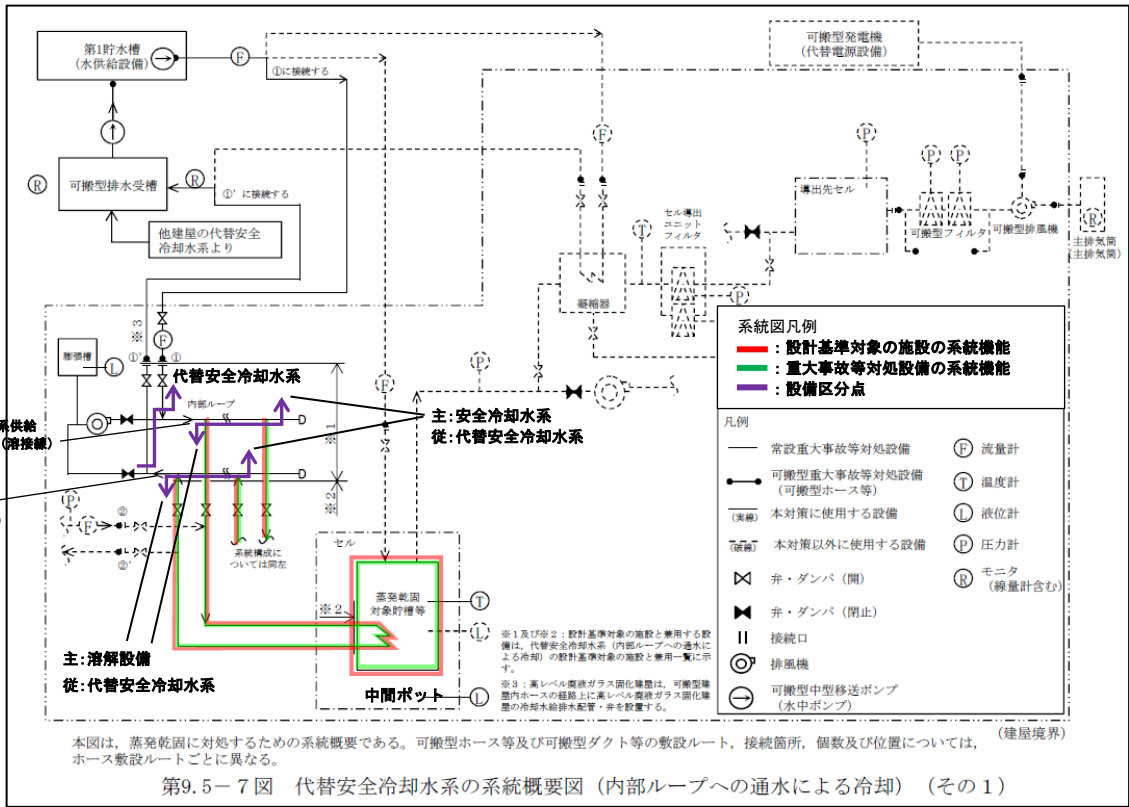 第1貯水槽
(水供給設備)
F
①に接続する
可搬型発電機
(代替電源設備)
R
可搬型排水受槽
R
①’に接続する
F
P
P
P
導出先セル
他建屋の代替安全
冷却水系より
セル導出
ユニット
フィルタ
T
可搬型フィルタ
可搬型排風機
R
主排気筒
(主排気筒)
凝縮器
P
※3
F
膨張槽
L
①’
①
代替安全冷却水系
P
F
内部ループ
系供給
(溶接線)
※1
※2
主:安全冷却水系
従:代替安全冷却水系
P
F
②
②’
系統構成に
ついては同左
セル
※2
蒸発乾固
対象貯槽等
T
L
中間ポット
L
主:溶解設備
従:代替安全冷却水系
※1及び※2:設計基準対象の施設と兼用する設
備は、代替安全冷却水系(内部ループへの通水に
よる冷却)の設計基準対象の施設と兼用一覧に示
す。
※3:高レベル廃液ガラス固化建屋は、可搬型建
屋内ホースの経路上に高レベル廃液ガラス固化建
屋の冷却水給排水配管・弁を設置する。
系統図凡例
:設計基準対象の施設の系統機能
:重大事故等対処設備の系統機能
:設備区分点
凡例
常設重大事故等対処設備
可搬型重大事故等対処設備
(可搬型ホース等)
(実線) 本対策に使用する設備
(破線) 本対策以外に使用する設備
弁・ダンパ(開)
弁・ダンパ(閉止)
接続口
排風機
可搬型中型移送ポンプ
(水中ポンプ)
F 流量計
T 温度計
L 液位計
P 圧力計
R モニタ
(線量計含む)
(建屋境界)
本図は,蒸発乾固に対処するための系統概要である。可搬型ホース等及び可搬型ダクト等の敷設ルート,接続箇所,個数及び位置については,
ホース敷設ルートごとに異なる。
第9.5-7図 代替安全冷却水系の系統概要図(内部ループへの通水による冷却)(その1)